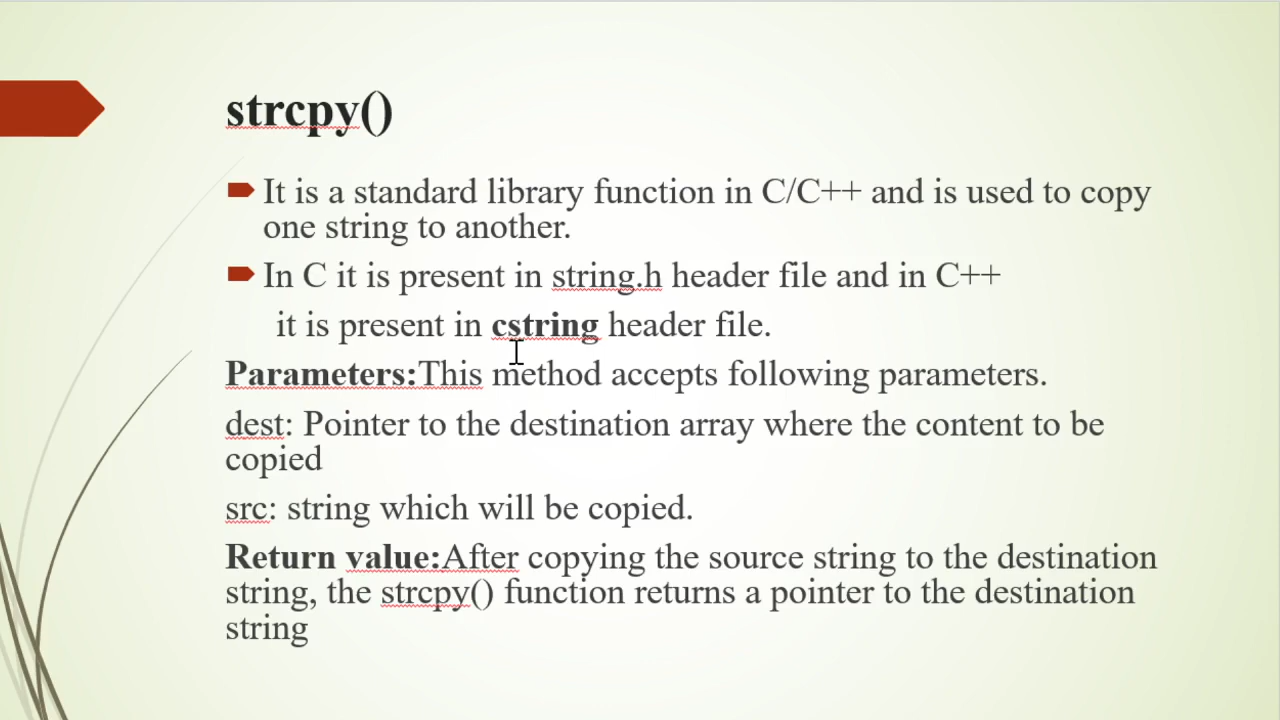 strcpy()
It is a standard library function in C/C++ and is used to copy
one string to another.
In C it is present in string.h header file and in C++
it is present in cstring header file.
Parameters:This method accepts following parameters.
dest: Pointer to the destination array where the content to be
copied
src: string which will be copied.
Return value:After copying the source string to the destination
string, the strcpy() function returns a pointer to the destination
string